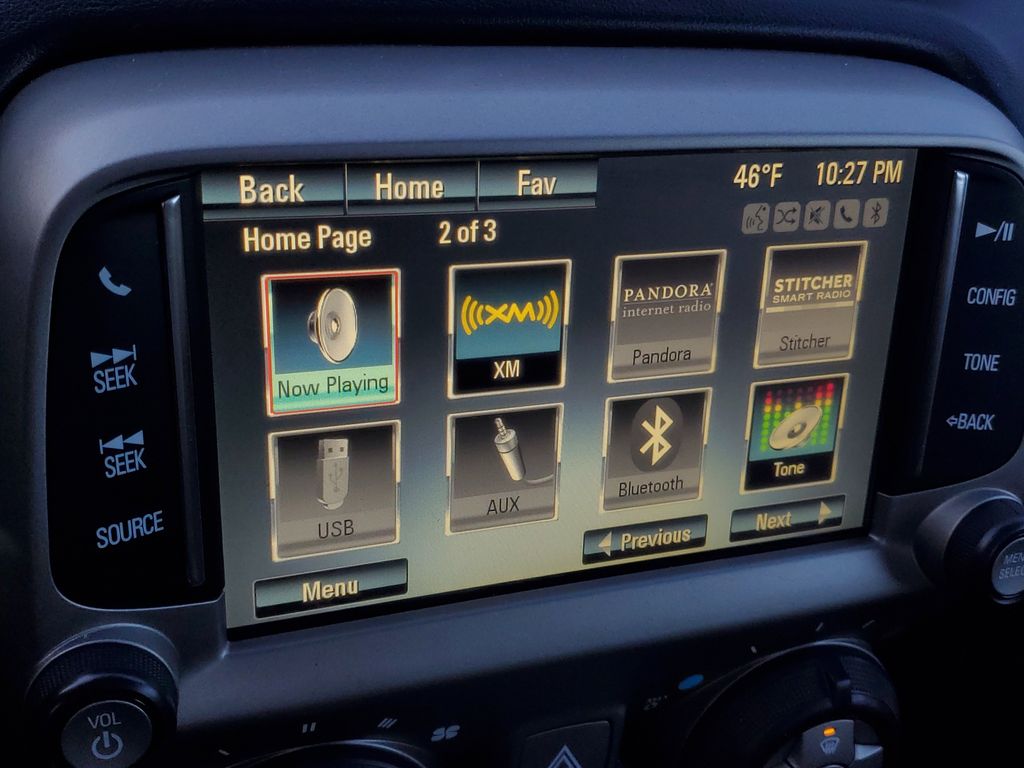 Back Home Fav 46°F 10:27 PM
Home Page 2 of 3
Now Playing
XM
XM
PANDORA
internet radio
Pandora
STITCHER
SMART RADIO
Stitcher
USB
AUX
Bluetooth
Tone
Menu
Previous
Next
SEEK
SEEK
SOURCE
VOL
CONFIG
TONE
BACK
MENU
SELECT